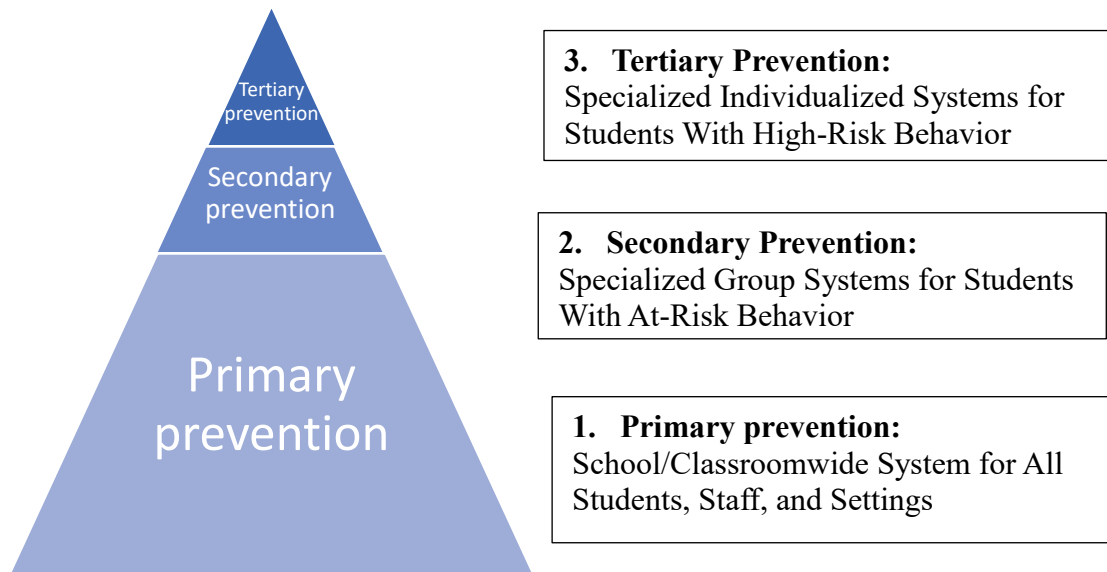 Tertiary
prevention
Secondary
prevention
Primary
prevention
3. Tertiary Prevention:
Specialized Individualized Systems for
Students With High-Risk Behavior
2. Secondary Prevention:
Specialized Group Systems for Students
With At-Risk Behavior
1. Primary prevention:
School/Classroomwide System for All
Students, Staff, and Settings